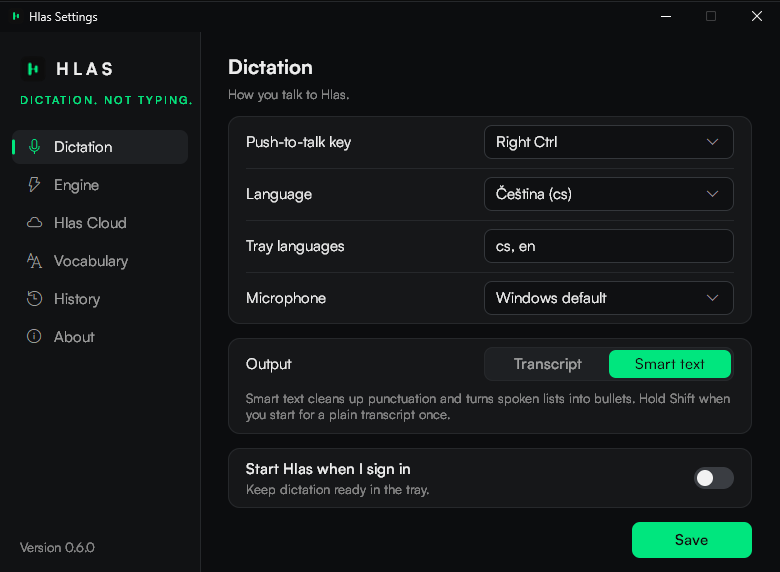 Hlas Settings
HLAS
DICTATION. NOT TYPING.
Dictation
Engine
Hlas Cloud
Vocabulary
History
About
Version 0.6.0
Dictation
How you talk to Hlas.
Push-to-talk key
Right Ctrl
Language
Čeština (cs)
Tray languages
cs, en
Microphone
Windows default
Output
Transcript
Smart text
Smart text cleans up punctuation and turns spoken lists into bullets. Hold Shift when
you start for a plain transcript once.
Start Hlas when I sign in
Keep dictation ready in the tray.
Save